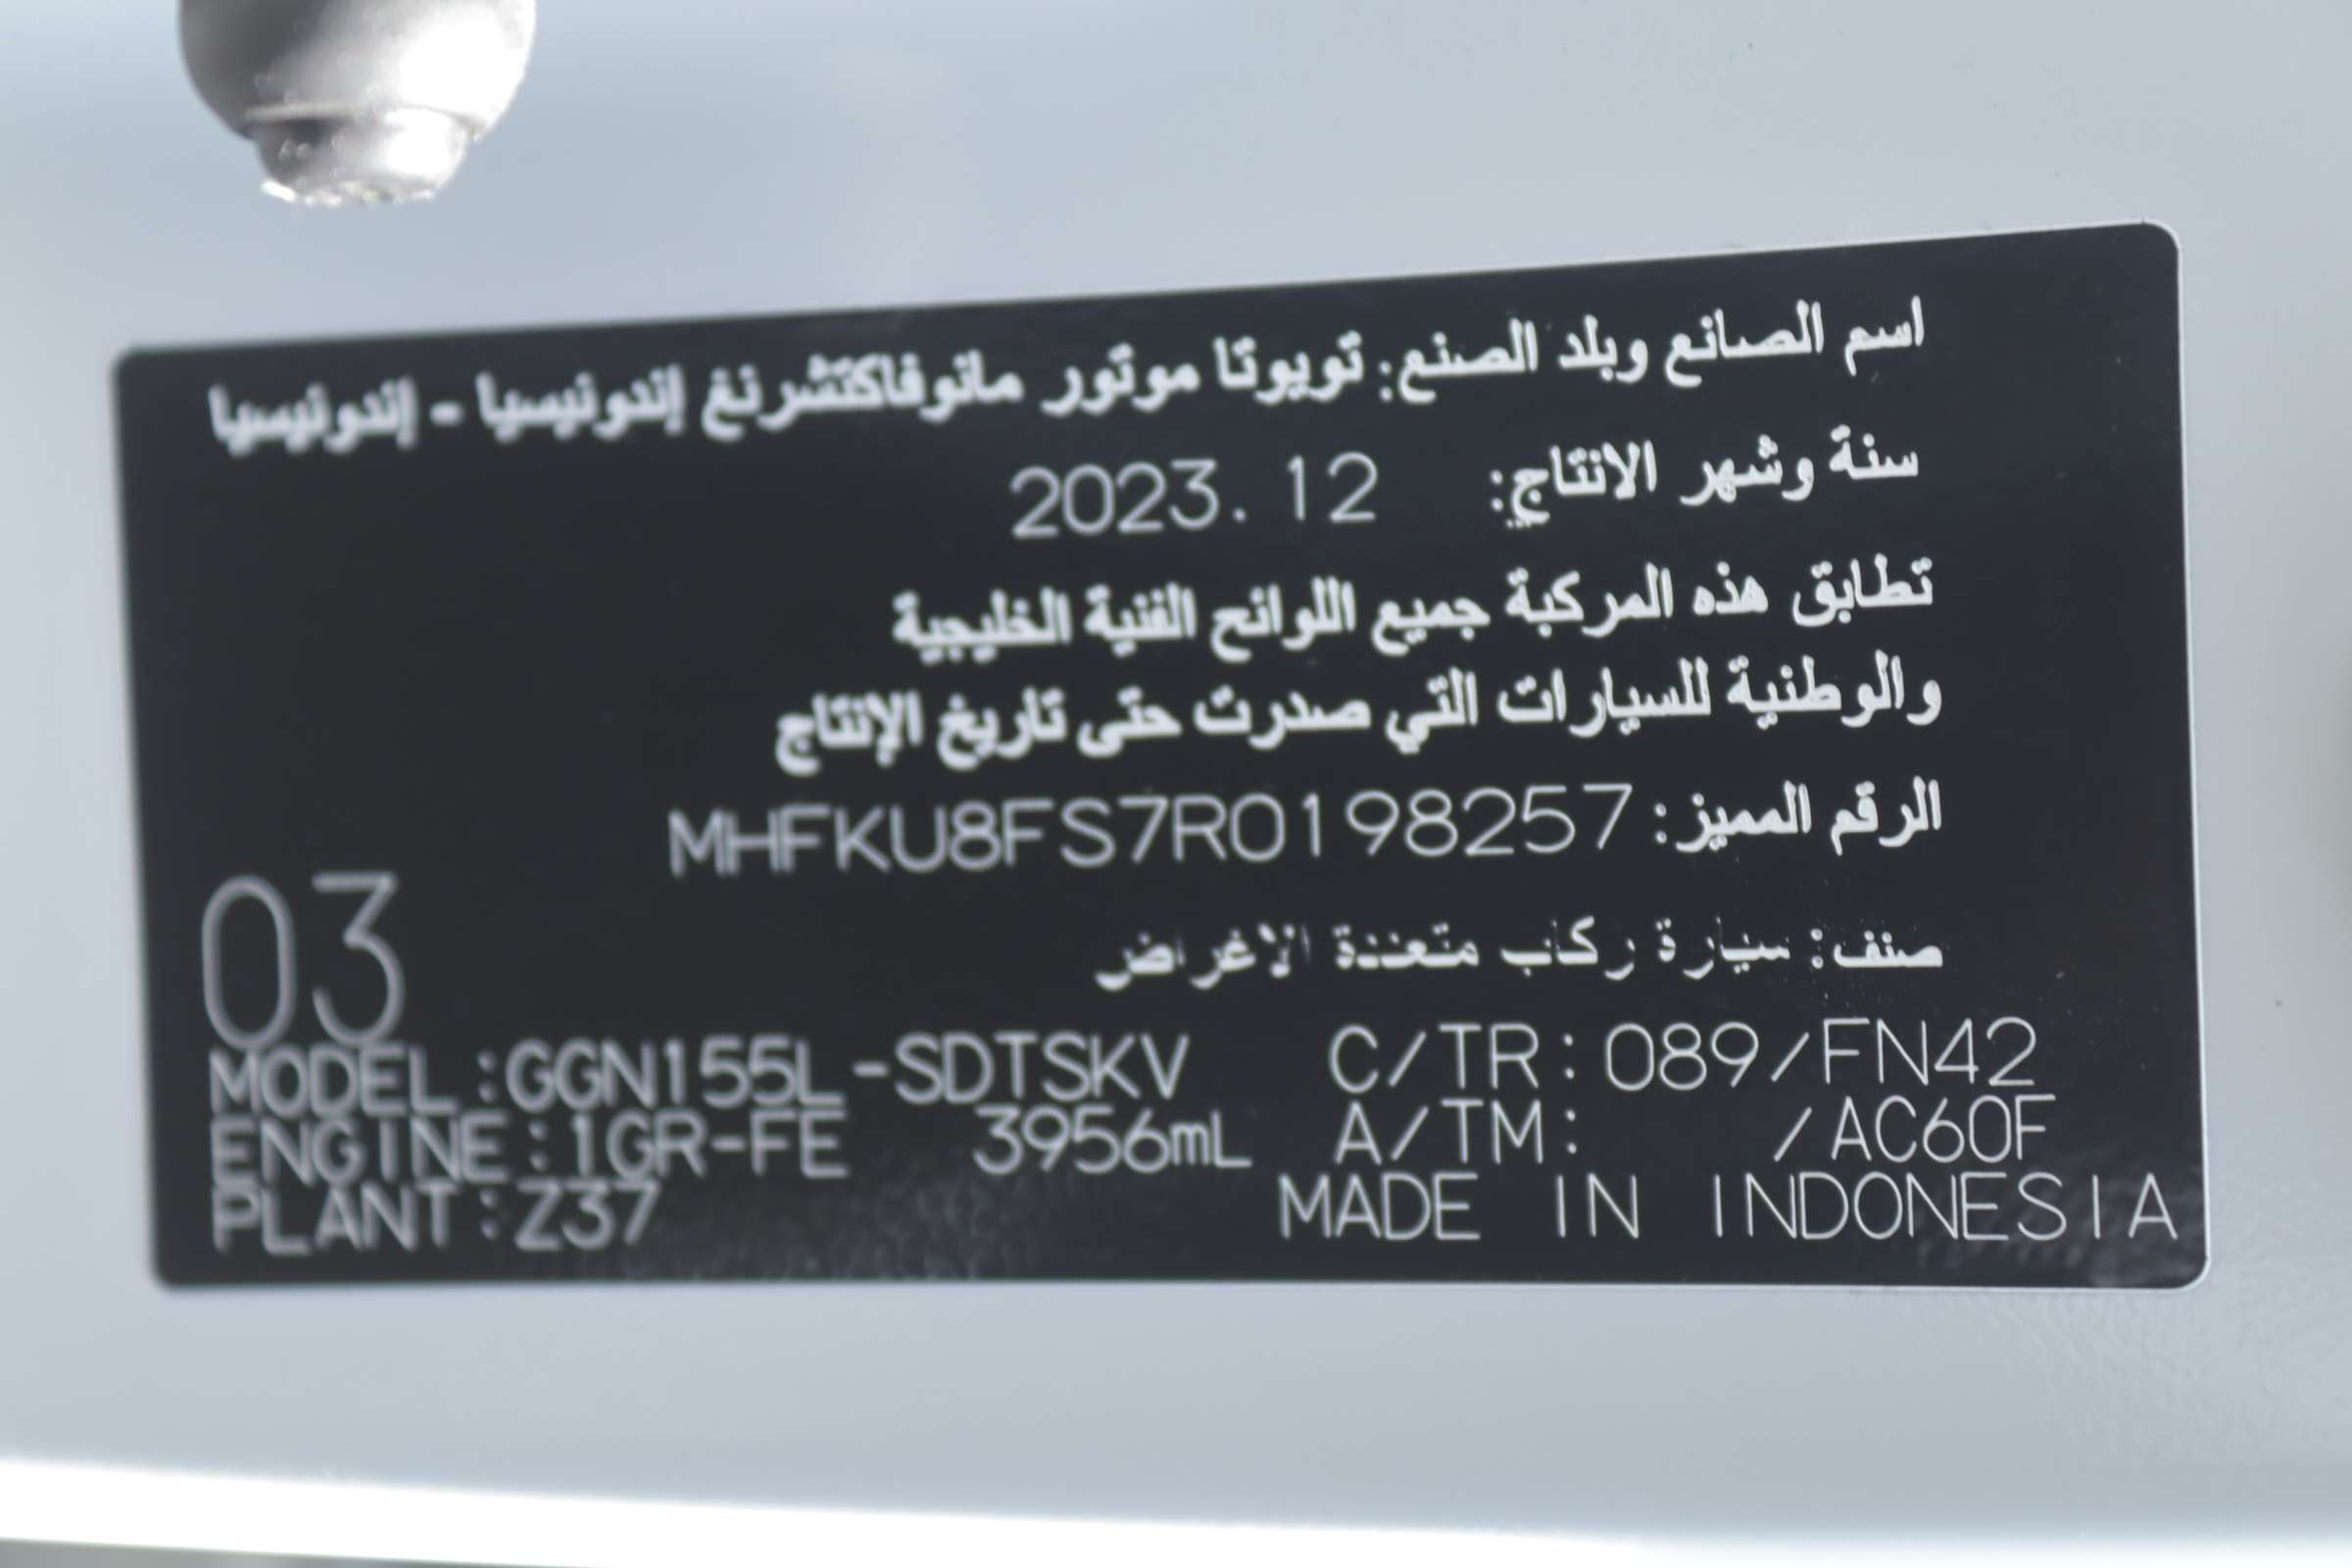 اسم الصانع وبلد الصنع: تويوتا موتور مانوفاكتشرنغ إندونيسيا - إندونيسيا
سنة وشهر الانتاج: 2023.12
تطابق هذه المركبة جميع اللوائح الفنية الخليجية
والوطنية للسيارات التي صدرت حتى تاريخ الإنتاج
الرقم المميز: MHFKU8FS7R0198257
صنف: سيارة ركاب متعددة الاغراض
03
MODEL:GGN155L-SDTSKV C/TR:089/FN42
ENGINE:1GR-FE 3956mL A/TM: /AC60F
PLANT:Z37 MADE IN INDONESIA